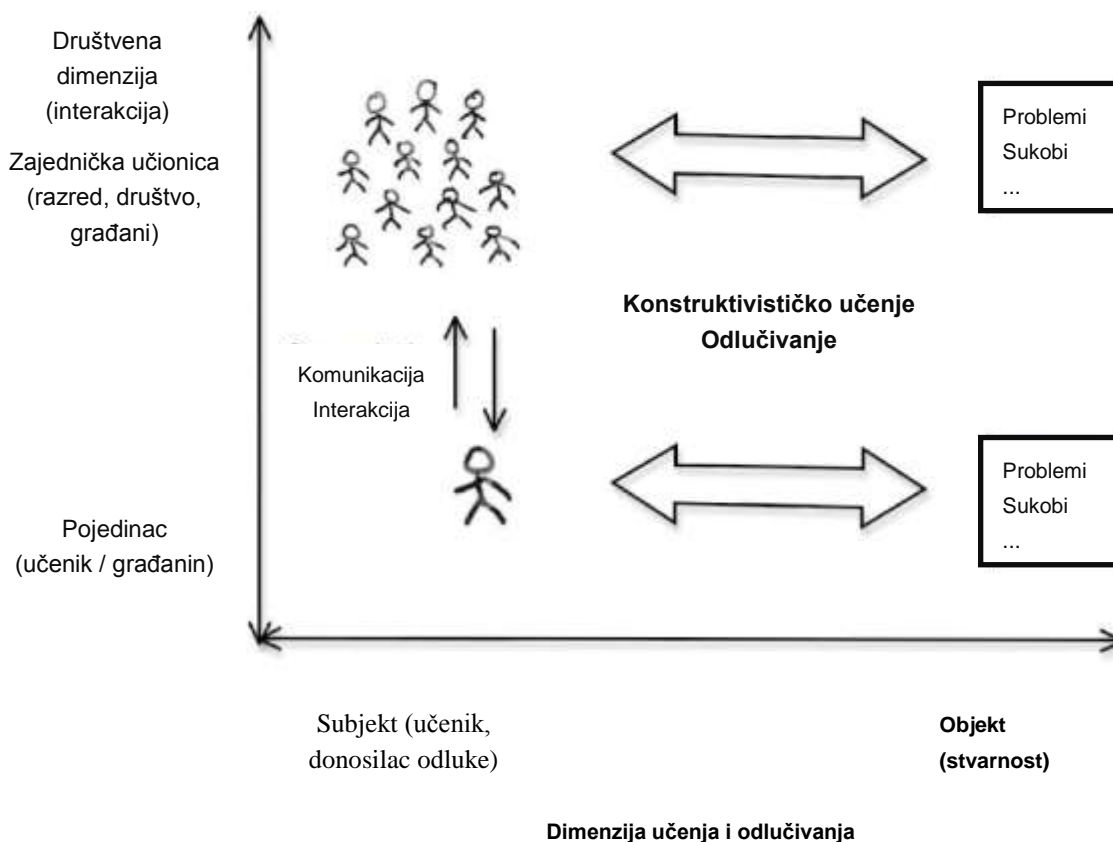 Društvena
dimenzija
(interakcija)
Zajednička učionica
(razred, društvo,
građani)
Problemi
Sukobi
...
Konstruktivističko učenje
Odlučivanje
Komunikacija
Interakcija
Pojedinac
(učenik / građanin)
Problemi
Sukobi
...
Subjekt (učenik,
donosilac odluke)
Objekt
(stvarnost)
Dimenzija učenja i odlučivanja